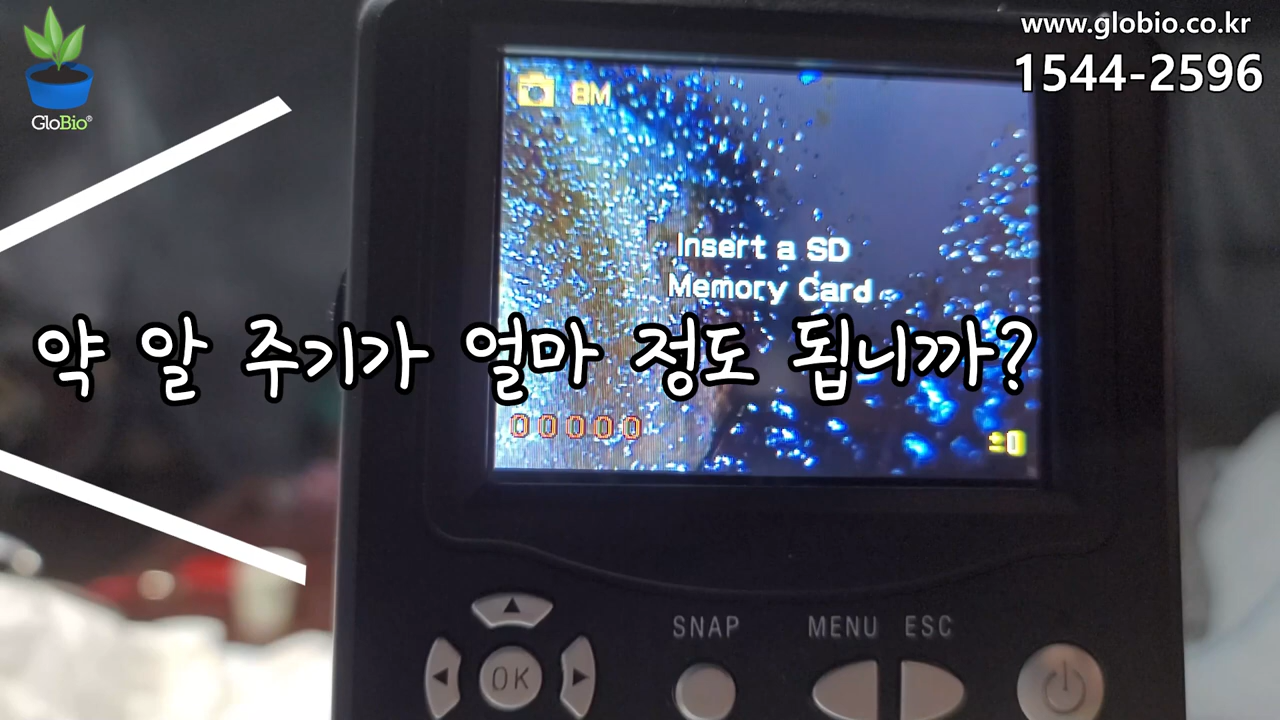 www.globio.co.kr
1544-2596
GloBio®
8M
Insert a SD
Memory Card
약 알 주기가 얼마 정도 됩니까?
00000
±0
SNAP
MENU ESC
OK